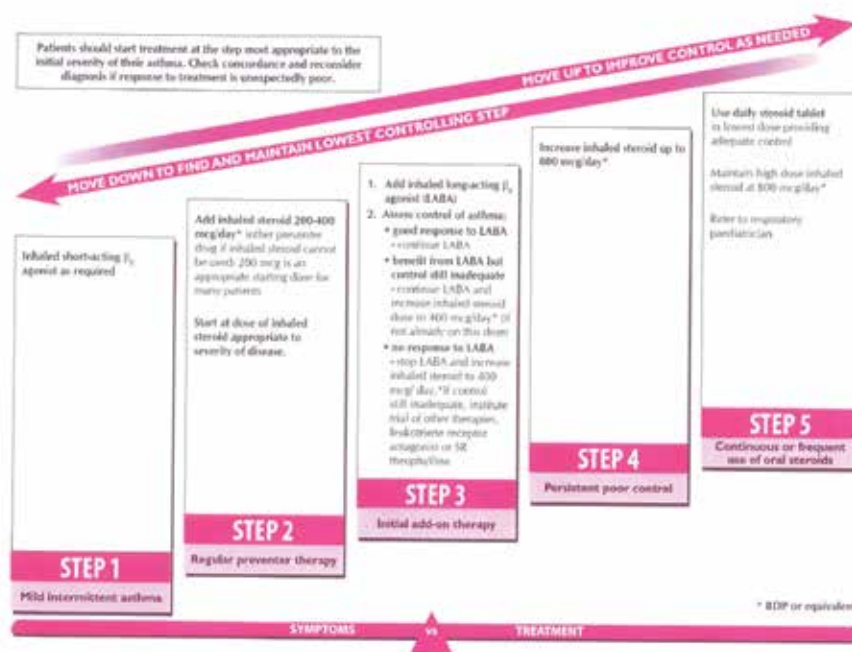 Patients should start treatment at the step most appropriate to the
initial severity of their asthma. Check concordance and reconsider
diagnosis if response to treatment is unexpectedly poor.
MOVE UP TO IMPROVE CONTROL AS NEEDED
MOVE DOWN TO FIND AND MAINTAIN LOWEST CONTROLLING STEP
Inhaled short-acting β₂
agonist as required
STEP 1
Mild intermittent asthma
Add inhaled steroid 200-400
mcg/day* (other preventer
drug if inhaled steroid cannot
be used) 200 mcg is an
appropriate starting dose for
many patients
Start at dose of inhaled
steroid appropriate to
severity of disease.
STEP 2
Regular preventer therapy
1. Add inhaled long-acting β₂
agonist (LABA)
2. Assess control of asthma:
• good response to LABA
- continue LABA
• benefit from LABA but
control still inadequate
- continue LABA and
increase inhaled steroid
dose to 400 mcg/day* (if
not already on this dose)
• no response to LABA
- stop LABA and increase
inhaled steroid to 400
mcg/ day.*If control
still inadequate, institute
trial of other therapies,
leukotriene receptor
antagonist or SR
theophylline
STEP 3
Initial add-on therapy
Increase inhaled steroid up to
800 mcg/day*
STEP 4
Persistent poor control
Use daily steroid tablet
in lowest dose providing
adequate control
Maintain high dose inhaled
steroid at 800 mcg/day*
Refer to respiratory
paediatrician
STEP 5
Continuous or frequent
use of oral steroids
* BDP or equivalent
SYMPTOMS vs TREATMENT